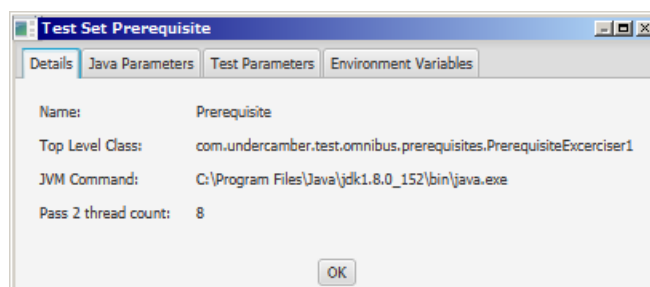 Test Set Prerequisite
Details Java Parameters Test Parameters Environment Variables
Name: Prerequisite
Top Level Class: com.undercamber.test.omnibus.prerequisites.PrerequisiteExcerciser1
JVM Command: C:\Program Files\Java\jdk1.8.0_152\bin\java.exe
Pass 2 thread count: 8
OK